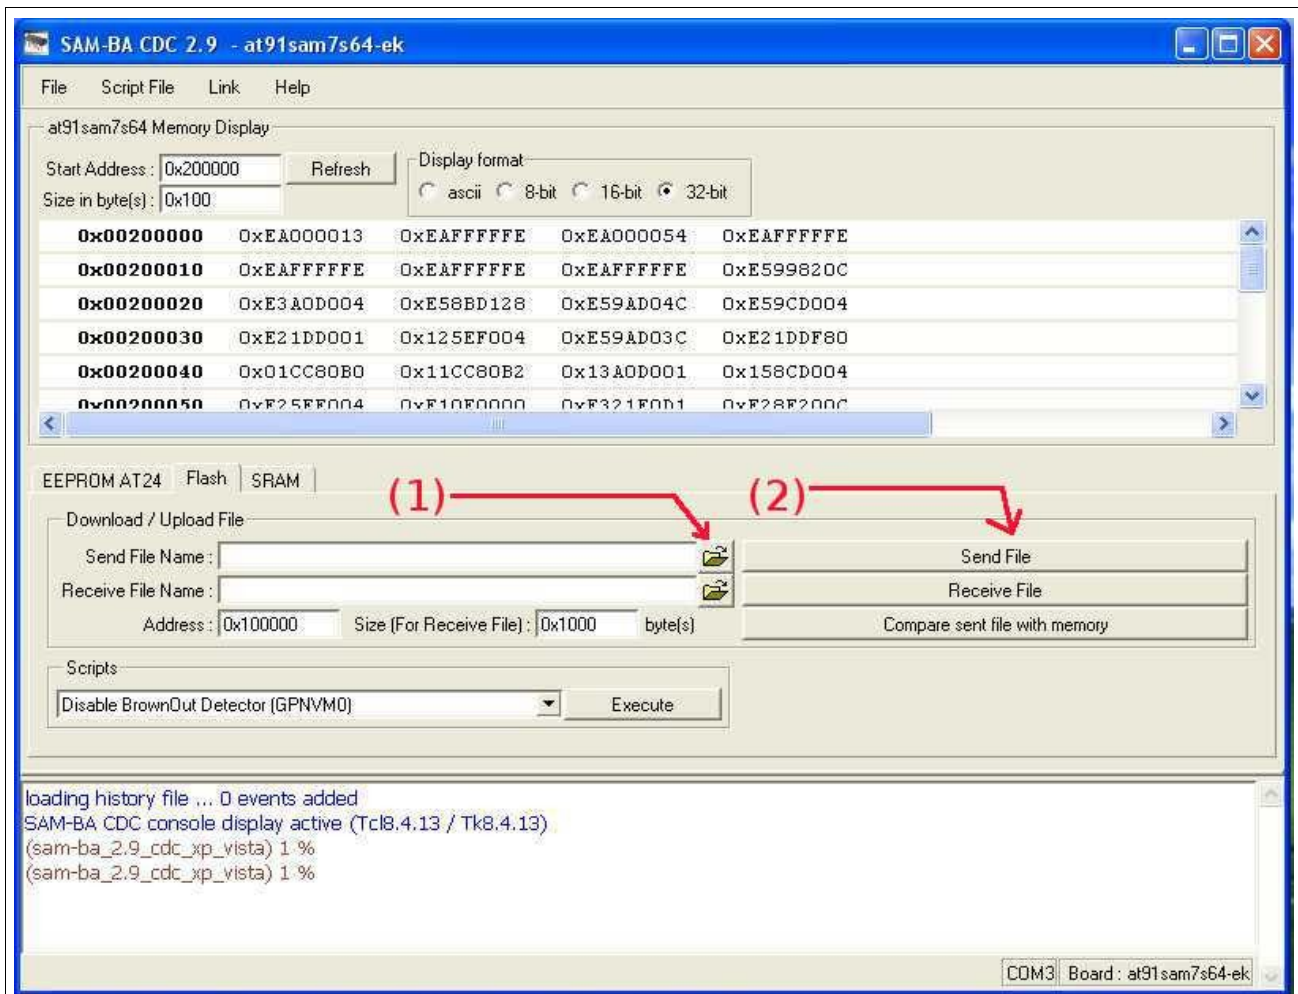 SAM-BA CDC 2.9 - at91sam7s64-ek
File Script File Link Help
at91sam7s64 Memory Display
Start Address : 0x200000 Refresh
Size in byte(s) : 0x100
Display format
ascii 8-bit 16-bit 32-bit
0x00200000 0xEA000013 0xEAFFFFFE 0xEA000054 0xEAFFFFFE
0x00200010 0xEAFFFFFE 0xEAFFFFFE 0xEAFFFFFE 0xE599820C
0x00200020 0xE3A0D004 0xE58BD128 0xE59AD04C 0xE59CD004
0x00200030 0xE21DD001 0x125EF004 0xE59AD03C 0xE21DDF80
0x00200040 0x01CC80B0 0x11CC80B2 0x13A0D001 0x158CD004
0x00200050 0xE25EF004 0xE10F0000 0xE321F0D1 0xE28F200C
EEPROM AT24 Flash SRAM
(1) (2)
Download / Upload File
Send File Name : Send File
Receive File Name : Receive File
Address : 0x100000 Size (For Receive File) : 0x1000 byte(s) Compare sent file with memory
Scripts
Disable BrownOut Detector (GPNVM0) Execute
loading history file ... 0 events added
SAM-BA CDC console display active (Tcl8.4.13 / Tk8.4.13)
(sam-ba_2.9_cdc_xp_vista) 1 %
(sam-ba_2.9_cdc_xp_vista) 1 %
COM3 Board : at91sam7s64-ek